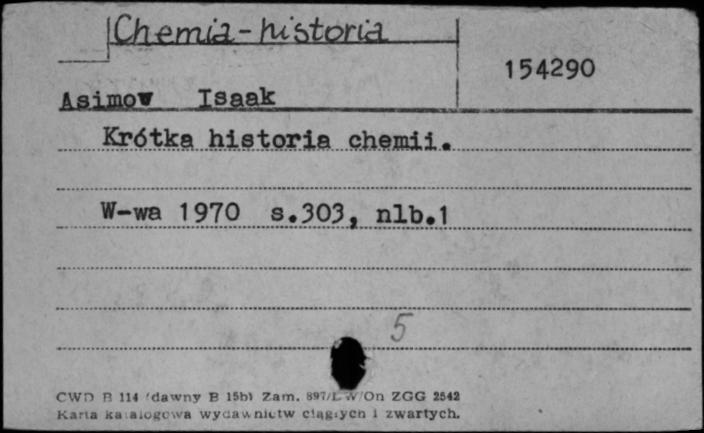 Chemia - historia
154290
Asimow Isaak
Krótka historia chemii.
W-wa 1970 s.303, nlb.1
5
CWD B 114 (dawny B 15b) Zam. 897/L W/On ZGG 2542
Karta katalogowa wydawnictw ciągłych i zwartych.